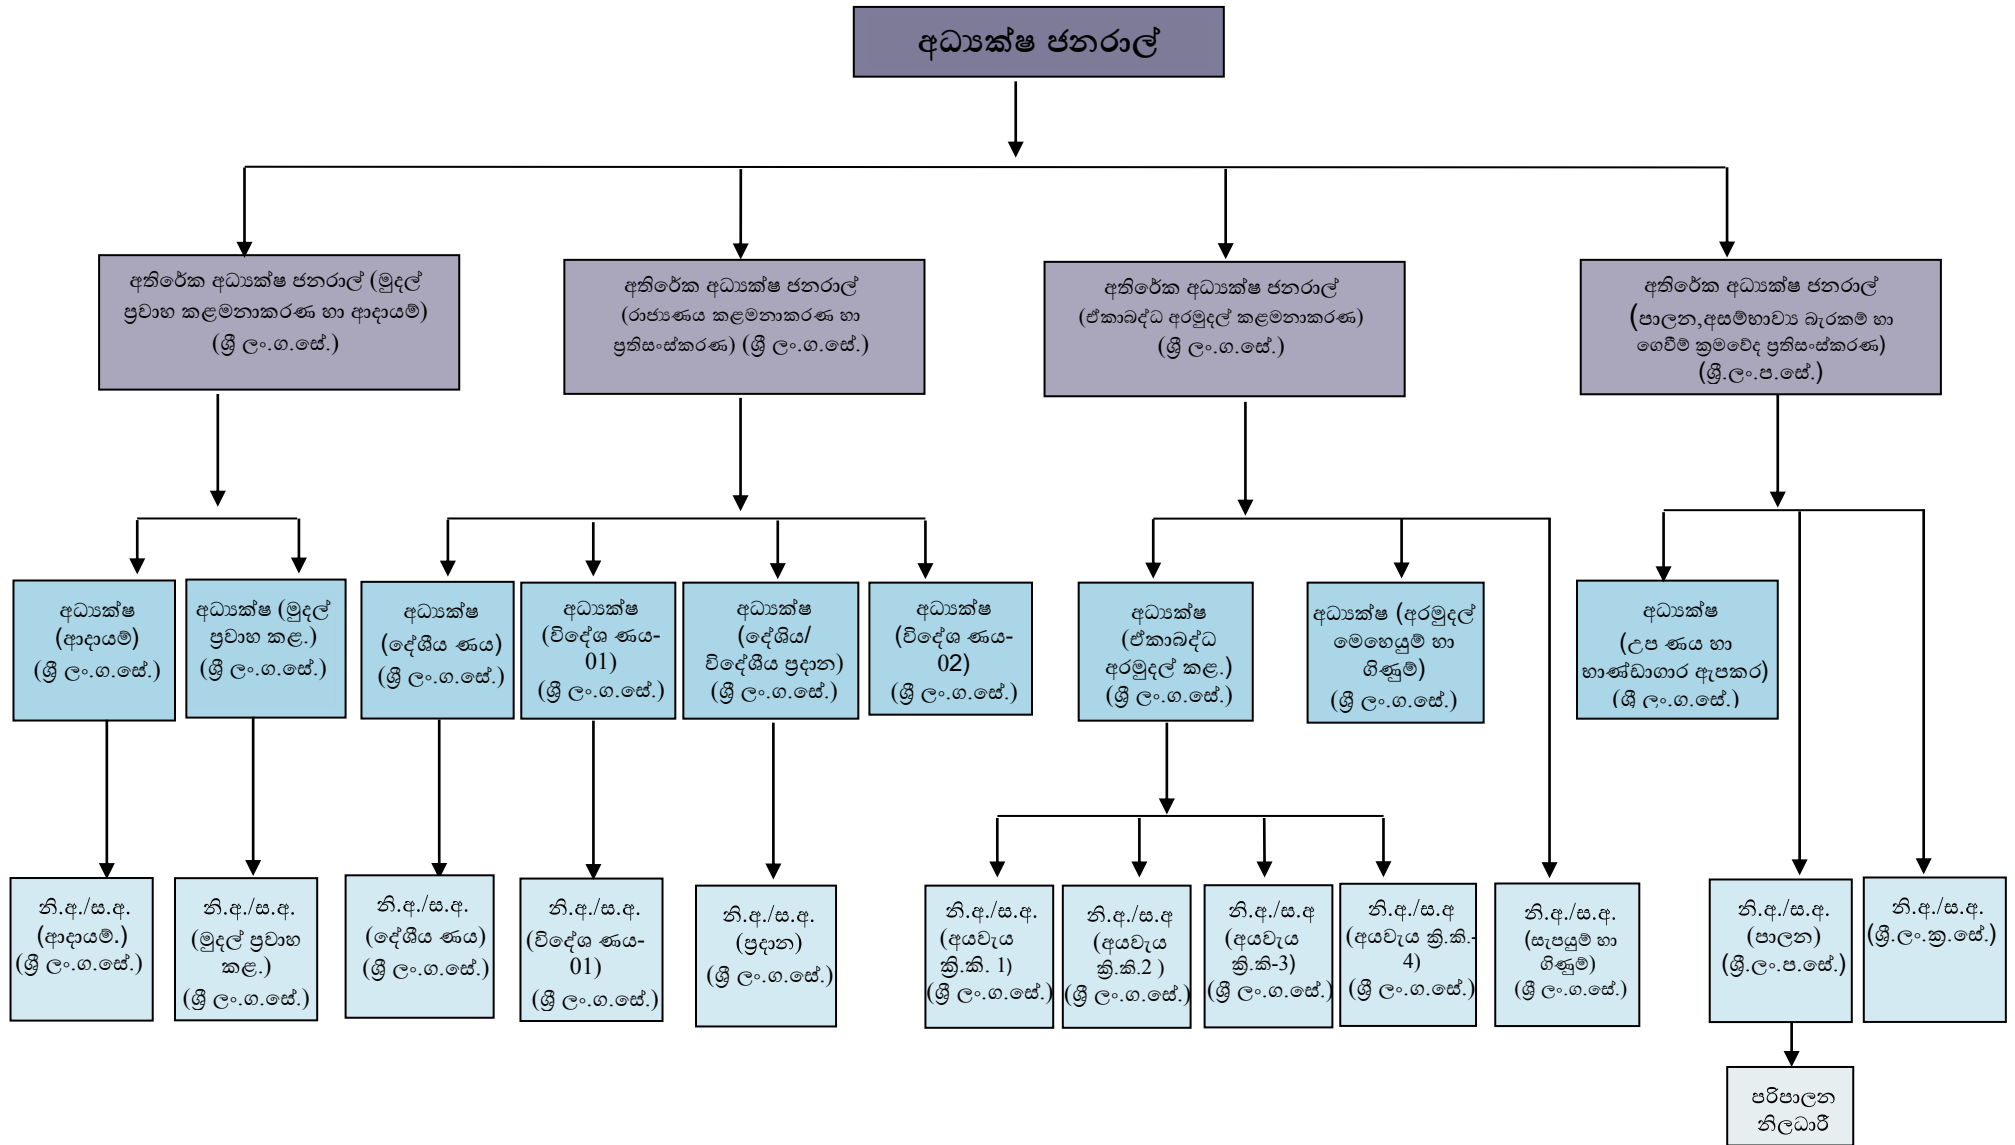 අධ්‍යක්ෂ ජනරාල්
අතිරේක අධ්‍යක්ෂ ජනරාල් (මුදල්
ප්‍රවාහ කළමනාකරණ හා ආදායම්)
(ශ්‍රී ලං.ග.සේ.)
අතිරේක අධ්‍යක්ෂ ජනරාල්
(රාජ්‍යණය කළමනාකරණ හා
ප්‍රතිසංස්කරණ) (ශ්‍රී ලං.ග.සේ.)
අතිරේක අධ්‍යක්ෂ ජනරාල්
(ඒකාබද්ධ අරමුදල් කළමනාකරණ)
(ශ්‍රී ලං.ග.සේ.)
අතිරේක අධ්‍යක්ෂ ජනරාල්
(පාලන,අසම්භාව්‍ය බැරකම් හා
ගෙවීම් ක්‍රමවේද ප්‍රතිසංස්කරණ)
(ශ්‍රී.ලං.ප.සේ.)
අධ්‍යක්ෂ
(ආදායම්)
(ශ්‍රී ලං.ග.සේ.)
අධ්‍යක්ෂ (මුදල්
ප්‍රවාහ කළ.)
(ශ්‍රී ලං.ග.සේ.)
අධ්‍යක්ෂ
(දේශීය ණය)
(ශ්‍රී ලං.ග.සේ.)
අධ්‍යක්ෂ
(විදේශ ණය-
01)
(ශ්‍රී ලං.ග.සේ.)
අධ්‍යක්ෂ
(දේශිය/
විදේශීය ප්‍රදාන)
(ශ්‍රී ලං.ග.සේ.)
අධ්‍යක්ෂ
(විදේශ ණය-
02)
(ශ්‍රී ලං.ග.සේ.)
අධ්‍යක්ෂ
(ඒකාබද්ධ
අරමුදල් කළ.)
(ශ්‍රී ලං.ග.සේ.)
අධ්‍යක්ෂ (අරමුදල්
මෙහෙයුම් හා
ගිණුම්)
(ශ්‍රී ලං.ග.සේ.)
අධ්‍යක්ෂ
(උප ණය හා
භාණ්ඩාගාර ඇපකර)
(ශ්‍රී ලං.ග.සේ.)
නි.අ./ස.අ.
(ආදායම්.)
(ශ්‍රී ලං.ග.සේ.)
නි.අ./ස.අ.
(මුදල් ප්‍රවාහ
කළ.)
(ශ්‍රී ලං.ග.සේ.)
නි.අ./ස.අ.
(දේශීය ණය)
(ශ්‍රී ලං.ග.සේ.)
නි.අ./ස.අ.
(විදේශ ණය-
01)
(ශ්‍රී ලං.ග.සේ.)
නි.අ./ස.අ.
(ප්‍රදාන)
(ශ්‍රී ලං.ග.සේ.)
නි.අ./ස.අ.
(අයවැය
ක්‍රි.කි. 1)
(ශ්‍රී ලං.ග.සේ.)
නි.අ./ස.අ
(අයවැය
ක්‍රි.කි.2 )
(ශ්‍රී ලං.ග.සේ.)
නි.අ./ස.අ
(අයවැය
ක්‍රි.කි-3)
(ශ්‍රී ලං.ග.සේ.)
නි.අ./ස.අ
(අයවැය ක්‍රි.කි.-
4)
(ශ්‍රී ලං.ග.සේ.)
නි.අ./ස.අ.
(සැපයුම් හා
ගිණුම්)
(ශ්‍රී ලං.ග.සේ.)
නි.අ./ස.අ.
(පාලන)
(ශ්‍රී.ලං.ප.සේ.)
නි.අ./ස.අ.
(ශ්‍රී.ලං.ක්‍ර.සේ.)
පරිපාලන
නිලධාරී